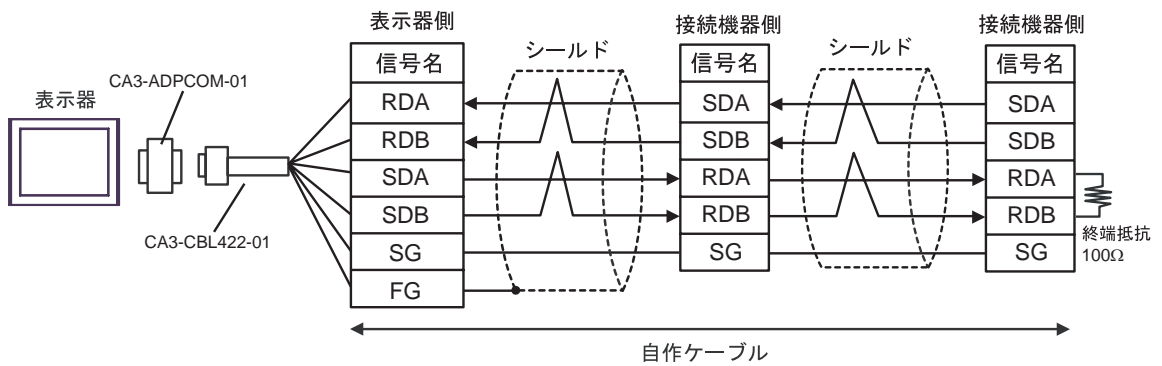 表示器側
接続機器側
接続機器側
シールド
シールド
信号名
信号名
信号名
CA3-ADPCOM-01
表示器
RDA
SDA
SDA
RDB
SDB
SDB
SDA
RDA
RDA
SDB
RDB
RDB
CA3-CBL422-01
SG
SG
SG
終端抵抗
100Ω
FG
自作ケーブル